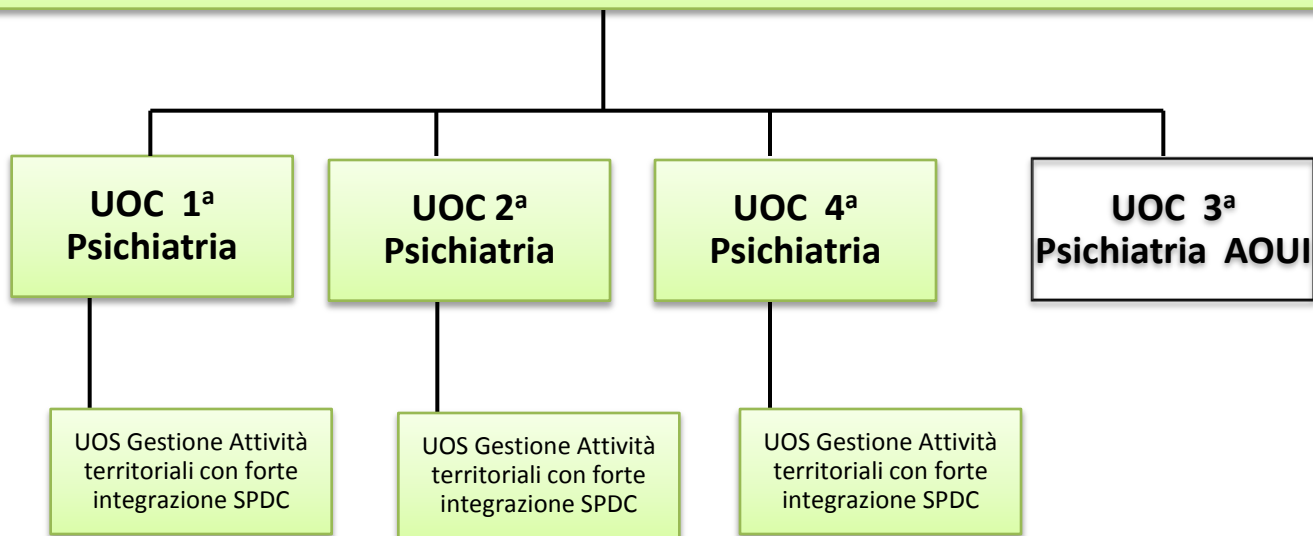 UOC 1ª
Psichiatria
UOC 2ª
Psichiatria
UOC 4ª
Psichiatria
UOC 3ª
Psichiatria AOUI
UOS Gestione Attività
territoriali con forte
integrazione SPDC
UOS Gestione Attività
territoriali con forte
integrazione SPDC
UOS Gestione Attività
territoriali con forte
integrazione SPDC